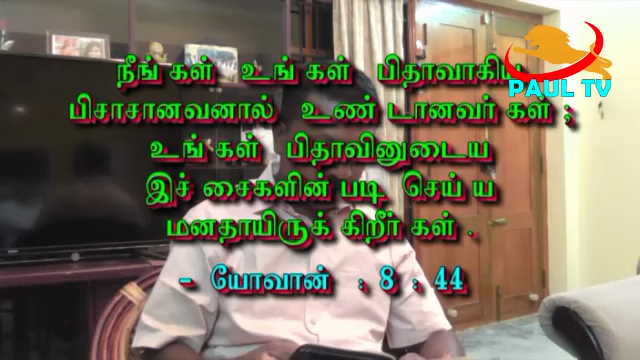 PAUL TV
நீங்கள் உங்கள் பிதாவாகிய
பிசாசானவனால் உண்டானவர்கள் ;
உங்கள் பிதாவினுடைய
இச்சைகளின்படி செய்ய
மனதாயிருக்கிறீர்கள் .
- யோவான் : 8 : 44